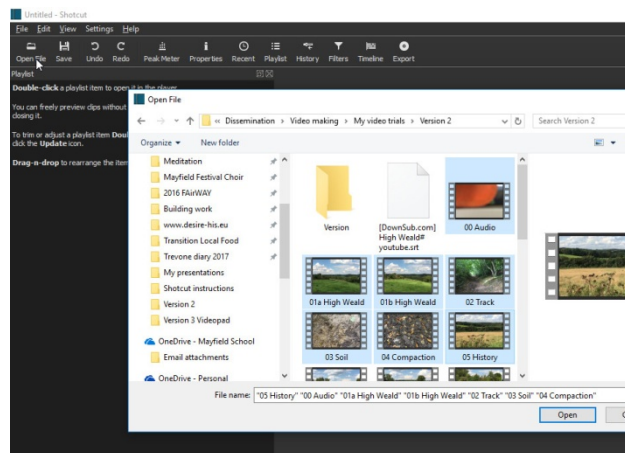 Untitled - Shotcut
File Edit View Settings Help
Open File Save Undo Redo Peak Meter Properties Recent Playlist History Filters Timeline Export
Playlist
Double-click a playlist item to open it in the player.
You can freely preview clips without
closing it.
To trim or adjust a playlist item Doub
click the Update icon.
Drag-n-drop to rearrange the item
Open File
« Dissemination › Video making › My video trials › Version 2
Search Version 2
Organize
New folder
Meditation
Mayfield Festival Choir
2016 FAirWAY
Building work
www.desire-his.eu
Transition Local Food
Trevone diary 2017
My presentations
Shotcut instructions
Version 2
Version 3 Videopad
OneDrive - Mayfield School
Email attachments
OneDrive - Personal
Version
[DownSub.com]
High Weald#
youtube.srt
00 Audio
01a High Weald
01b High Weald
02 Track
03 Soil
04 Compaction
05 History
File name: "05 History" "00 Audio" "01a High Weald" "01b High Weald" "02 Track" "03 Soil" "04 Compaction"
Open
C